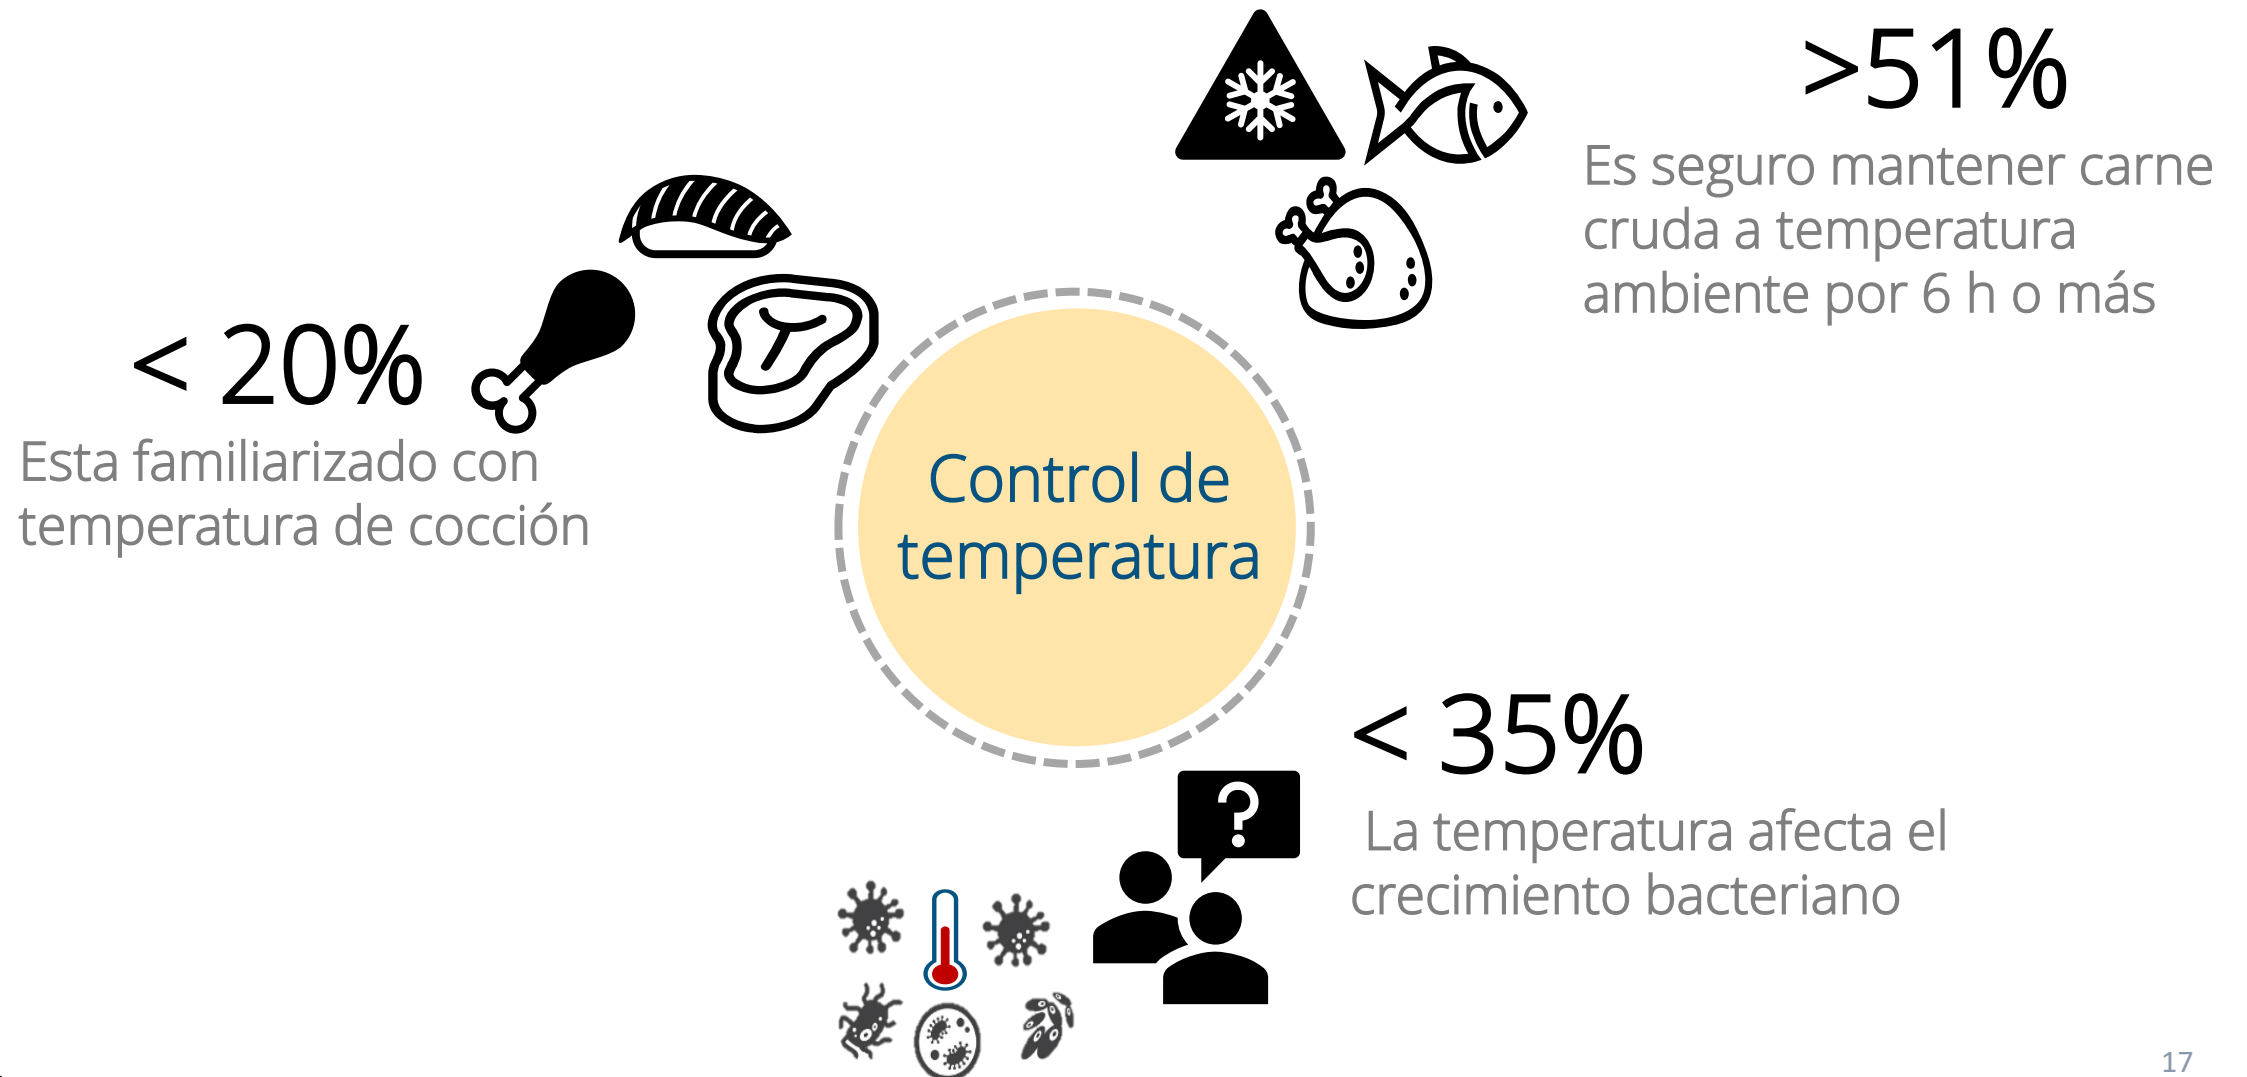 >51%
Es seguro mantener carne
cruda a temperatura
ambiente por 6 h o más
< 20%
Esta familiarizado con
temperatura de cocción
Control de
temperatura
< 35%
La temperatura afecta el
crecimiento bacteriano
?
17